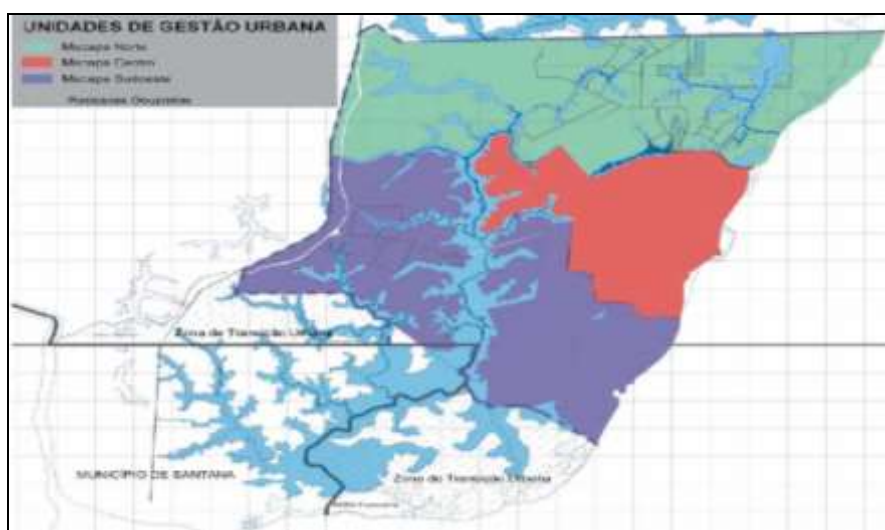 UNIDADES DE GESTÃO URBANA
Macapá Norte
Macapá Centro
Macapá Sudoeste
Zona de Transição Urbana
MUNICÍPIO DE SANTANA
Zona de Transição Urbana